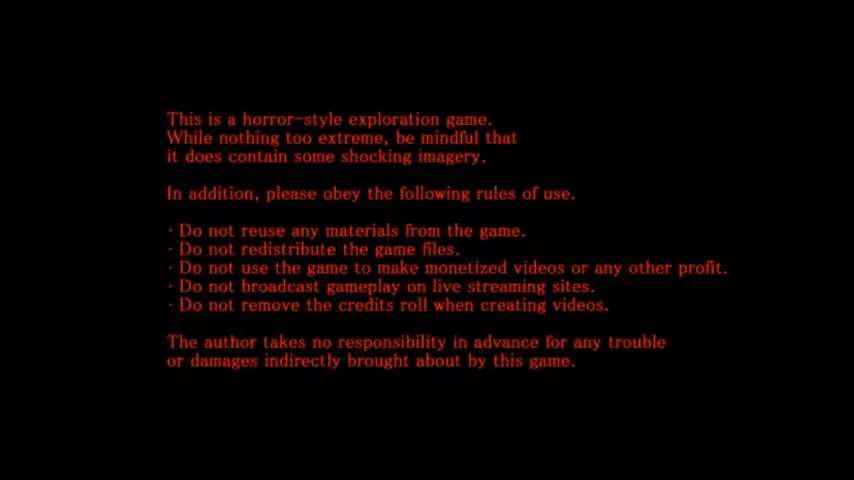 This is a horror-style exploration game.
While nothing too extreme, be mindful that
it does contain some shocking imagery.
In addition, please obey the following rules of use.
・Do not reuse any materials from the game.
・Do not redistribute the game files.
・Do not use the game to make monetized videos or any other profit.
・Do not broadcast gameplay on live streaming sites.
・Do not remove the credits roll when creating videos.
The author takes no responsibility in advance for any trouble
or damages indirectly brought about by this game.